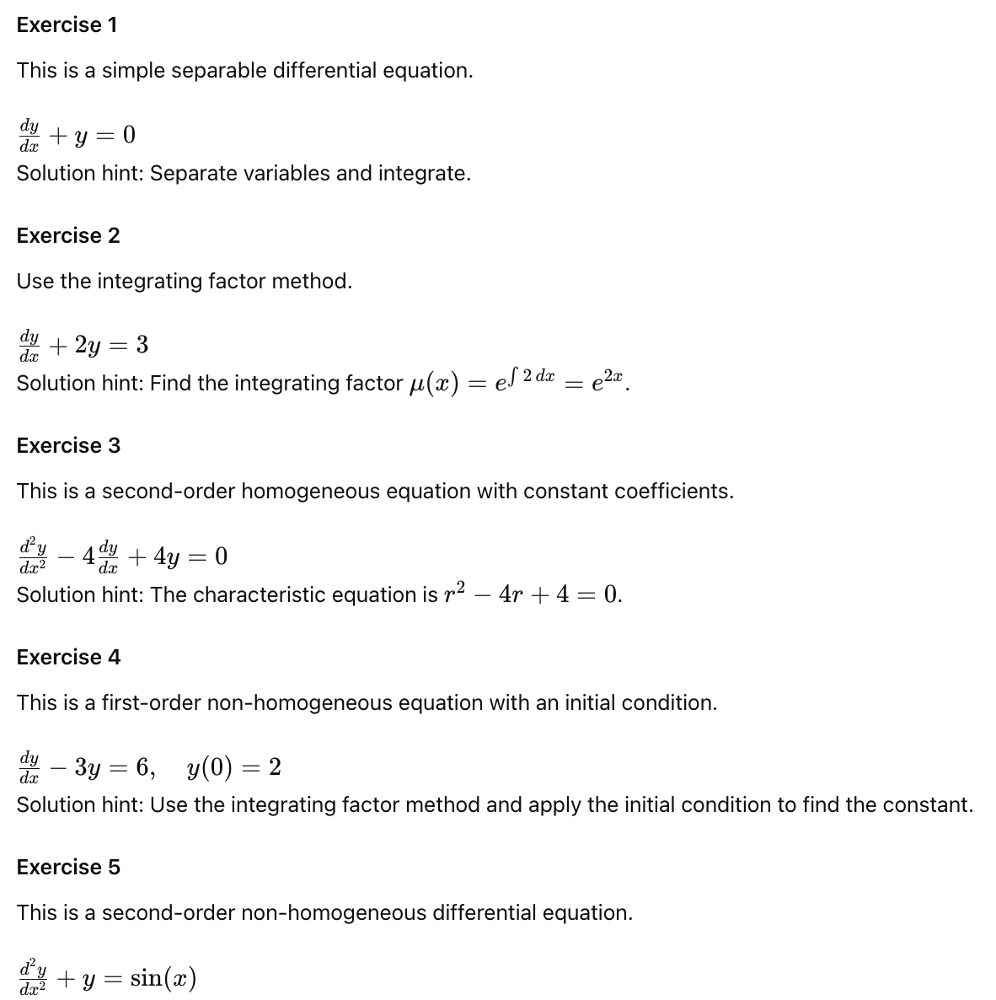 Exercise 1
This is a simple separable differential equation.
\frac{dy}{dx} + y = 0
Solution hint: Separate variables and integrate.
Exercise 2
Use the integrating factor method.
\frac{dy}{dx} + 2y = 3
Solution hint: Find the integrating factor \mu(x) = e^{\int 2\,dx} = e^{2x}.
Exercise 3
This is a second-order homogeneous equation with constant coefficients.
\frac{d^2y}{dx^2} - 4\frac{dy}{dx} + 4y = 0
Solution hint: The characteristic equation is r^2 - 4r + 4 = 0.
Exercise 4
This is a first-order non-homogeneous equation with an initial condition.
\frac{dy}{dx} - 3y = 6, \quad y(0) = 2
Solution hint: Use the integrating factor method and apply the initial condition to find the constant.
Exercise 5
This is a second-order non-homogeneous differential equation.
\frac{d^2y}{dx^2} + y = \sin(x)